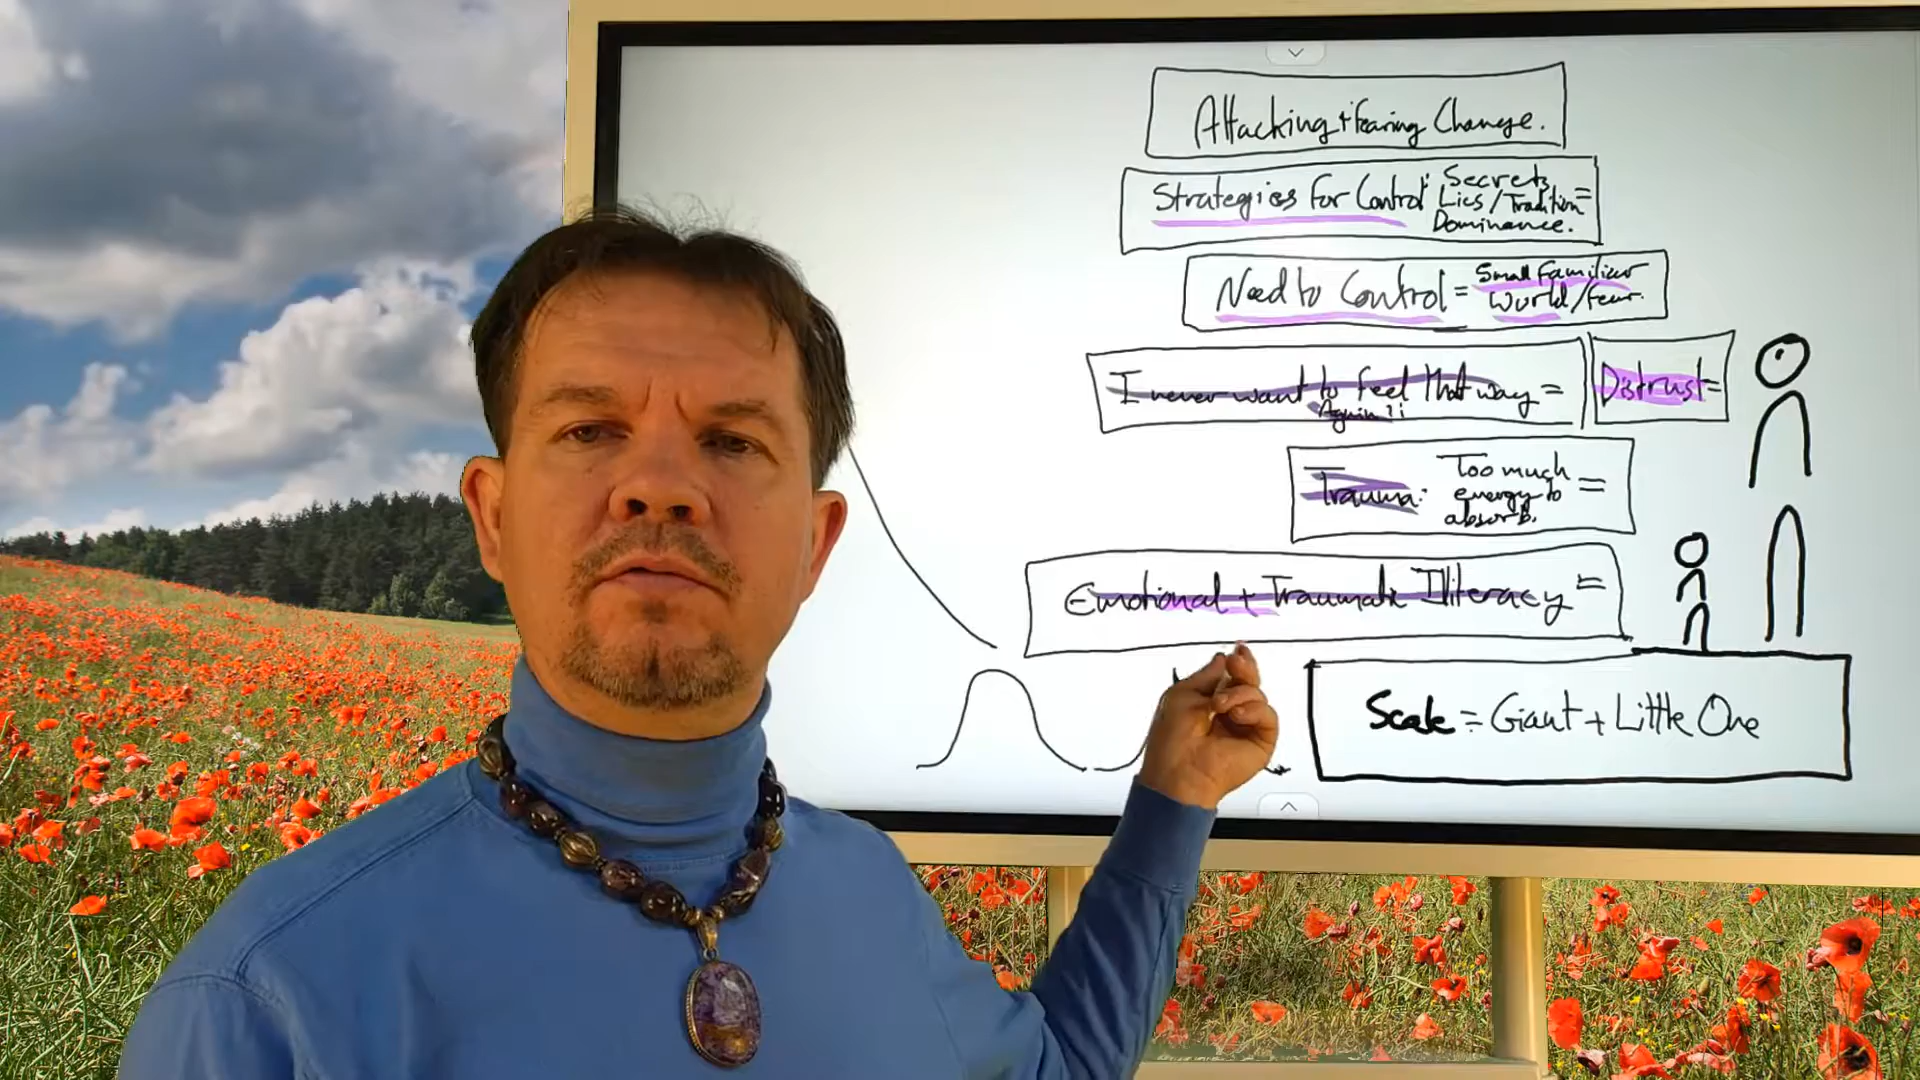 Attacking + Fearing Change.
Strategies for Control: Secrets,
Lies / Tradition =
Dominance.
Need to Control = Small Familiar
World / fear.
I never want to feel that way =
Again!!
Distrust =
Trauma: Too much
energy to =
absorb.
Emotional + Traumatic Illiteracy =
Scale = Giant + Little One